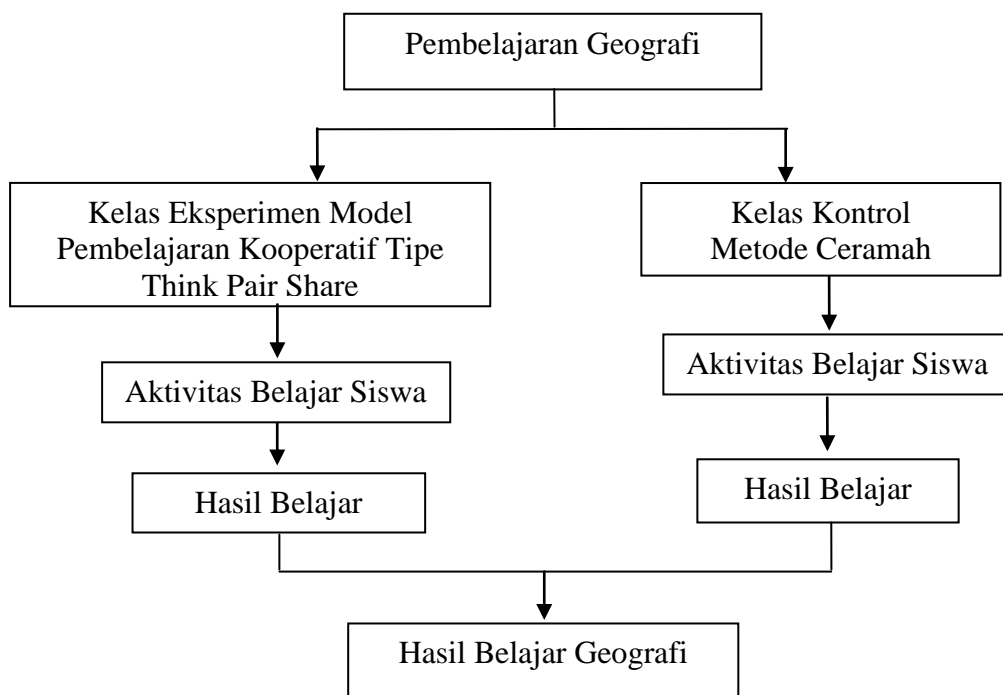 Pembelajaran Geografi
Kelas Eksperimen Model
Pembelajaran Kooperatif Tipe
Think Pair Share
Kelas Kontrol
Metode Ceramah
Aktivitas Belajar Siswa
Aktivitas Belajar Siswa
Hasil Belajar
Hasil Belajar
Hasil Belajar Geografi